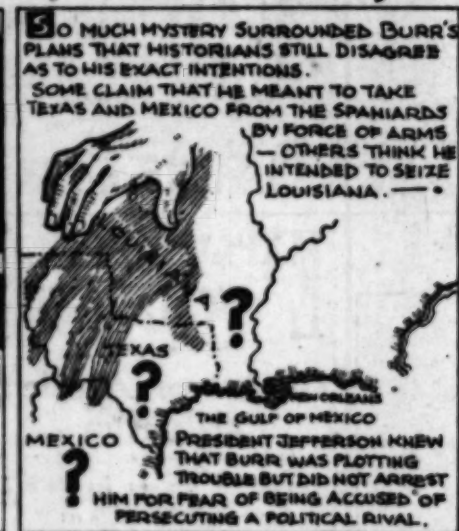 SO MUCH MYSTERY SURROUNDED BURR'S
PLANS THAT HISTORIANS STILL DISAGREE
AS TO HIS EXACT INTENTIONS.
SOME CLAIM THAT HE MEANT TO TAKE
TEXAS AND MEXICO FROM THE SPANIARDS
BY FORCE OF ARMS
— OTHERS THINK HE
INTENDED TO SEIZE
LOUISIANA. —
LOUISIANA
?
TEXAS
?
NEW ORLEANS
THE GULF OF MEXICO
MEXICO
?
PRESIDENT JEFFERSON KNEW
THAT BURR WAS PLOTTING
TROUBLE BUT DID NOT ARREST
HIM FOR FEAR OF BEING ACCUSED OF
PERSECUTING A POLITICAL RIVAL.